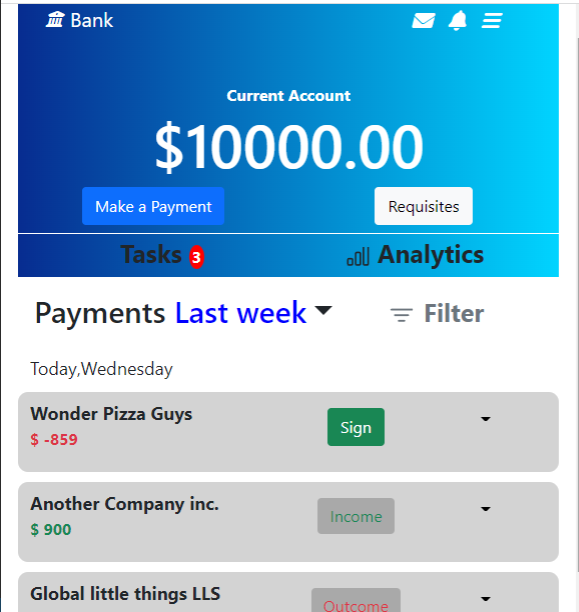 Bank
Current Account
$10000.00
Make a Payment Requisites
Tasks 3 Analytics
Payments Last week Filter
Today,Wednesday
Wonder Pizza Guys
$ -859
Sign
Another Company inc.
$ 900
Income
Global little things LLS
Outcome